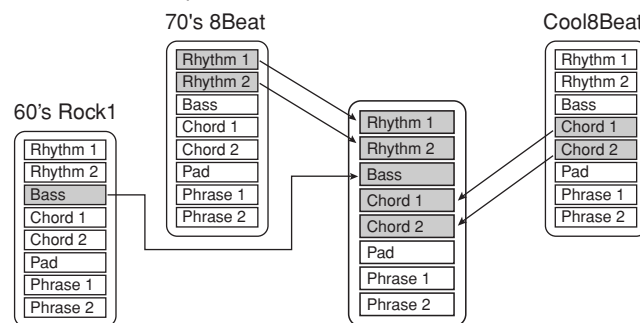 70's 8Beat
Rhythm 1
Rhythm 2
Bass
Chord 1
Chord 2
Pad
Phrase 1
Phrase 2
60's Rock1
Rhythm 1
Rhythm 2
Bass
Chord 1
Chord 2
Pad
Phrase 1
Phrase 2
Rhythm 1
Rhythm 2
Bass
Chord 1
Chord 2
Pad
Phrase 1
Phrase 2
Cool8Beat
Rhythm 1
Rhythm 2
Bass
Chord 1
Chord 2
Pad
Phrase 1
Phrase 2